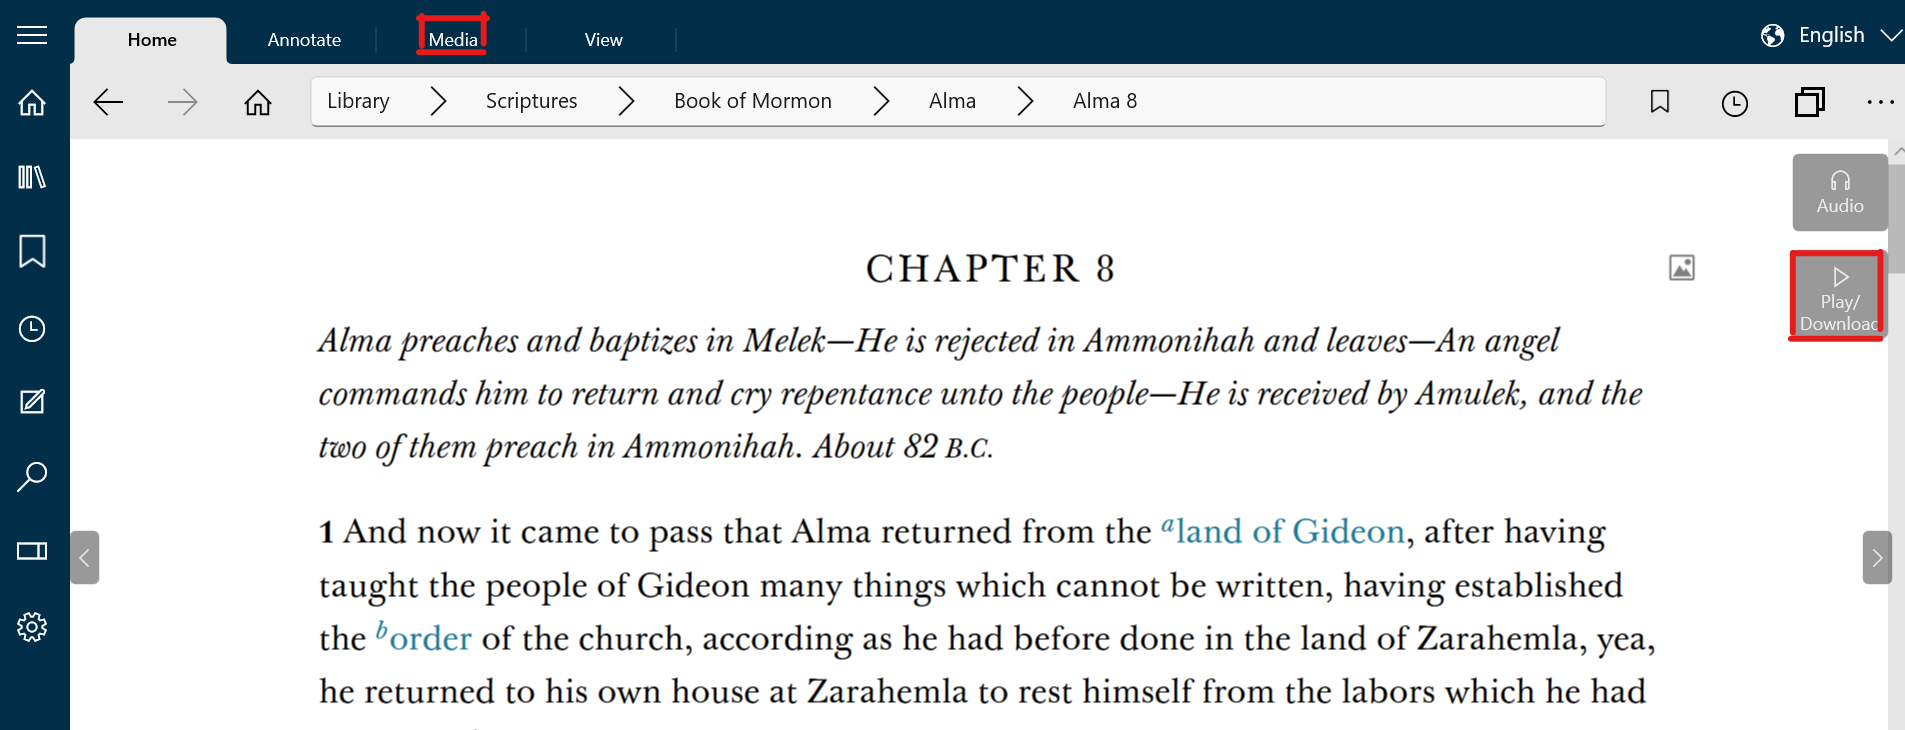 Home Annotate Media View English
Library Scriptures Book of Mormon Alma Alma 8
Audio
Play/
Download
CHAPTER 8
Alma preaches and baptizes in Melek—He is rejected in Ammonihah and leaves—An angel
commands him to return and cry repentance unto the people—He is received by Amulek, and the
two of them preach in Ammonihah. About 82 B.C.
1 And now it came to pass that Alma returned from the aland of Gideon, after having
taught the people of Gideon many things which cannot be written, having established
the border of the church, according as he had before done in the land of Zarahemla, yea,
he returned to his own house at Zarahemla to rest himself from the labors which he had